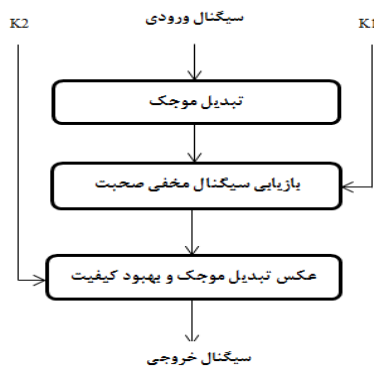 سیگنال ورودی
K2
K1
تبدیل موجک
بازیابی سیگنال مخفی صحبت
عکس تبدیل موجک و بهبود کیفیت
سیگنال خروجی